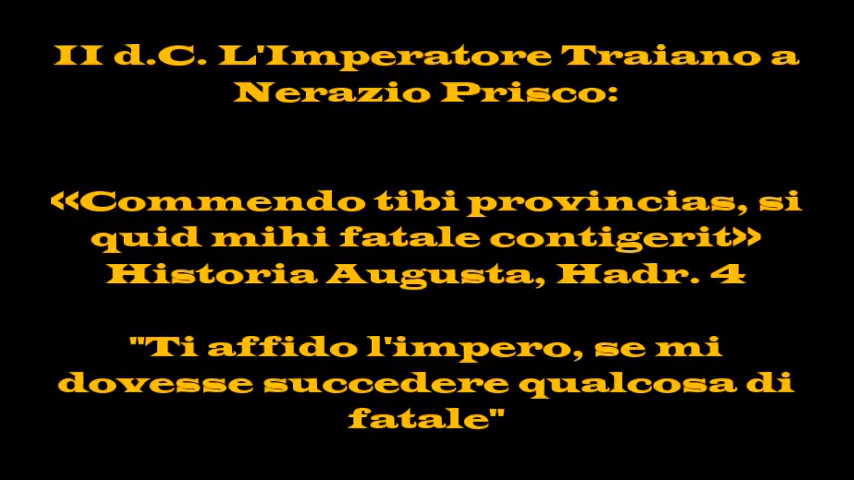 II d.C. L'Imperatore Traiano a
Nerazio Prisco:
«Commendo tibi provincias, si
quid mihi fatale contigerit»
Historia Augusta, Hadr. 4
"Ti affido l'impero, se mi
dovesse succedere qualcosa di
fatale"